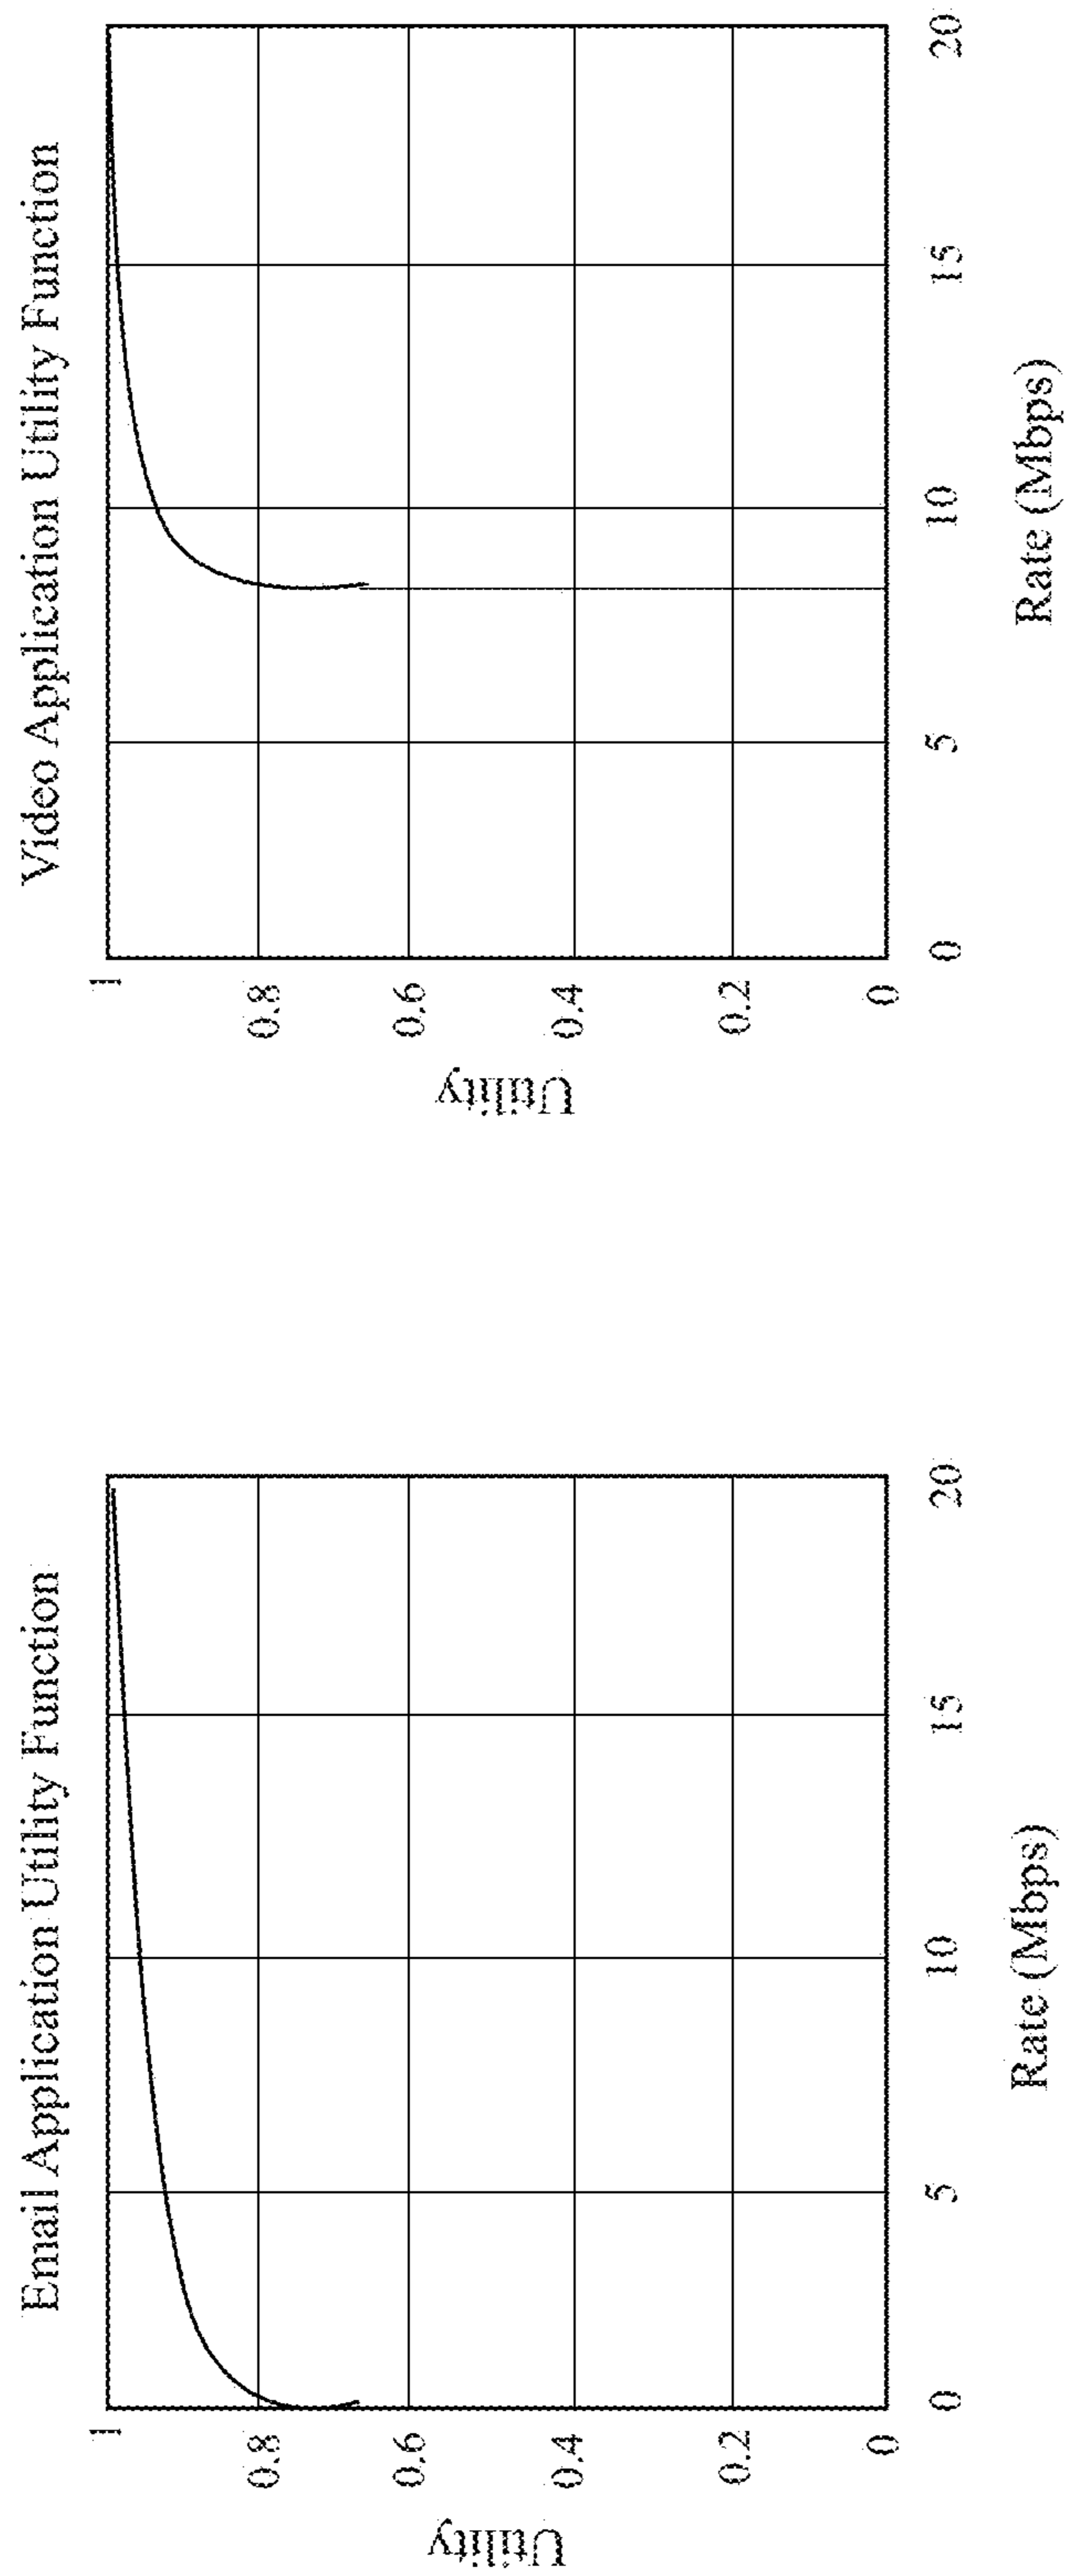 Email Application Utility Function
Utility
1
0.8
0.6
0.4
0.2
0
0 5 10 15 20
Rate (Mbps)
Video Application Utility Function
Utility
1
0.8
0.6
0.4
0.2
0
0 5 10 15 20
Rate (Mbps)